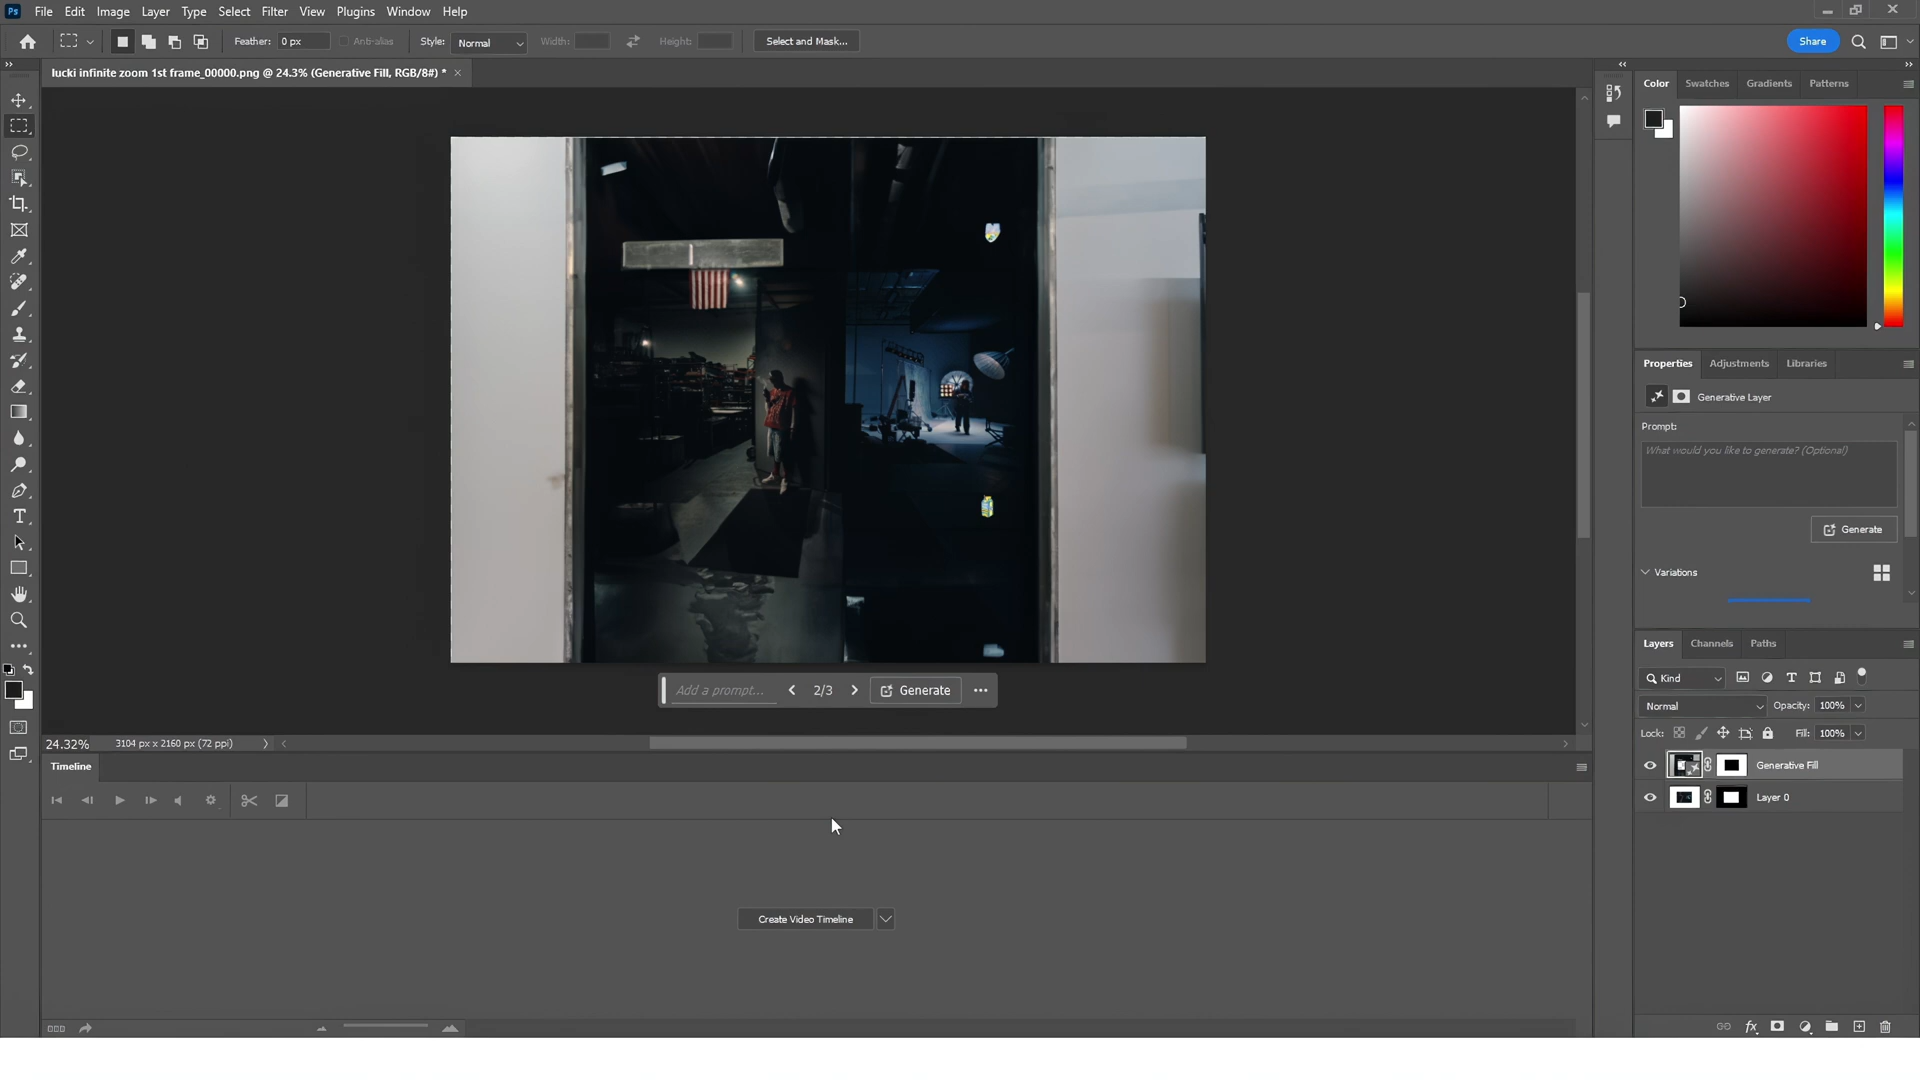 Ps File Edit Image Layer Type Select Filter View Plugins Window Help
Feather: 0 px Anti-alias Style: Normal Width: Height: Select and Mask... Share
lucki infinite zoom 1st frame_00000.png @ 24.3% (Generative Fill, RGB/8#) * ×
Color Swatches Gradients Patterns
Properties Adjustments Libraries
Generative Layer
Prompt:
What would you like to generate? (Optional)
Generate
Variations
Add a prompt... 2/3 Generate
24.32% 3104 px x 2160 px (72 ppi)
Timeline
Create Video Timeline
Layers Channels Paths
Kind
Normal Opacity: 100%
Lock: Fill: 100%
Generative Fill
Layer 0
fx